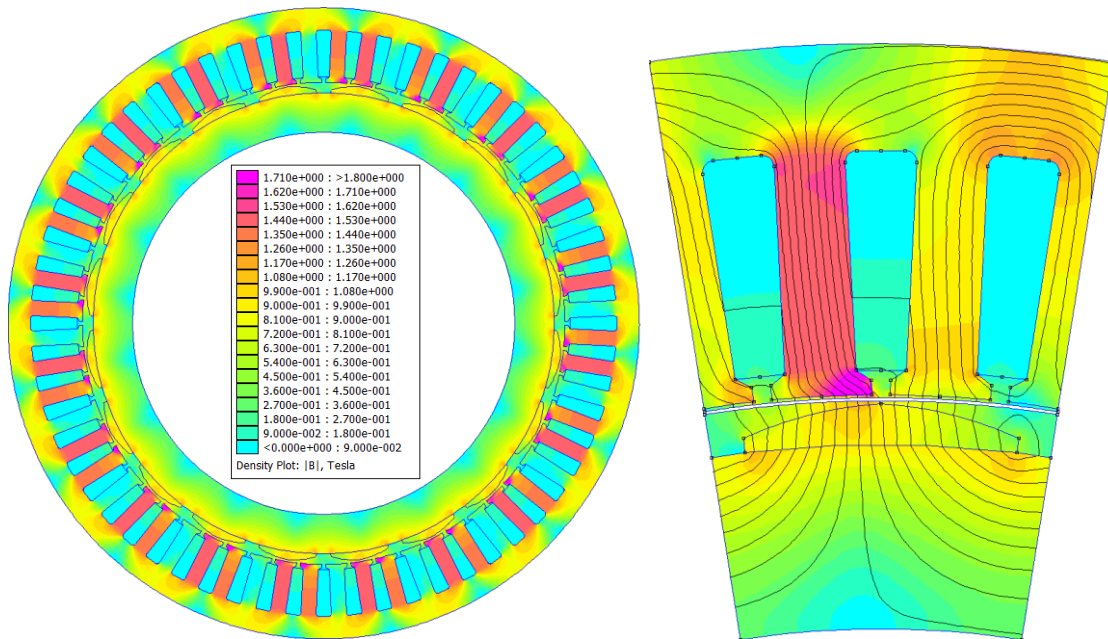 1.710e+000 : >1.800e+000
1.620e+000 : 1.710e+000
1.530e+000 : 1.620e+000
1.440e+000 : 1.530e+000
1.350e+000 : 1.440e+000
1.260e+000 : 1.350e+000
1.170e+000 : 1.260e+000
1.080e+000 : 1.170e+000
9.900e-001 : 1.080e+000
9.000e-001 : 9.900e-001
8.100e-001 : 9.000e-001
7.200e-001 : 8.100e-001
6.300e-001 : 7.200e-001
5.400e-001 : 6.300e-001
4.500e-001 : 5.400e-001
3.600e-001 : 4.500e-001
2.700e-001 : 3.600e-001
1.800e-001 : 2.700e-001
9.000e-002 : 1.800e-001
<0.000e+000 : 9.000e-002
Density Plot: |B|, Tesla